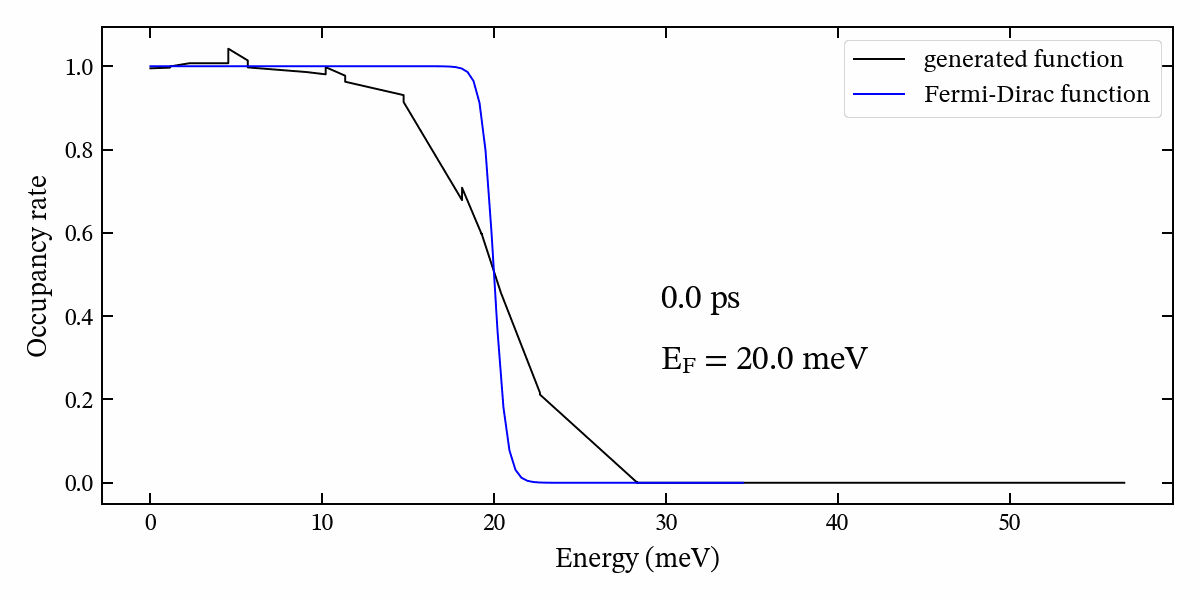 generated function
Fermi-Dirac function
1.0
0.8
0.6
0.4
0.2
0.0
Occupancy rate
0.0 ps
E_F = 20.0 meV
0 10 20 30 40 50
Energy (meV)